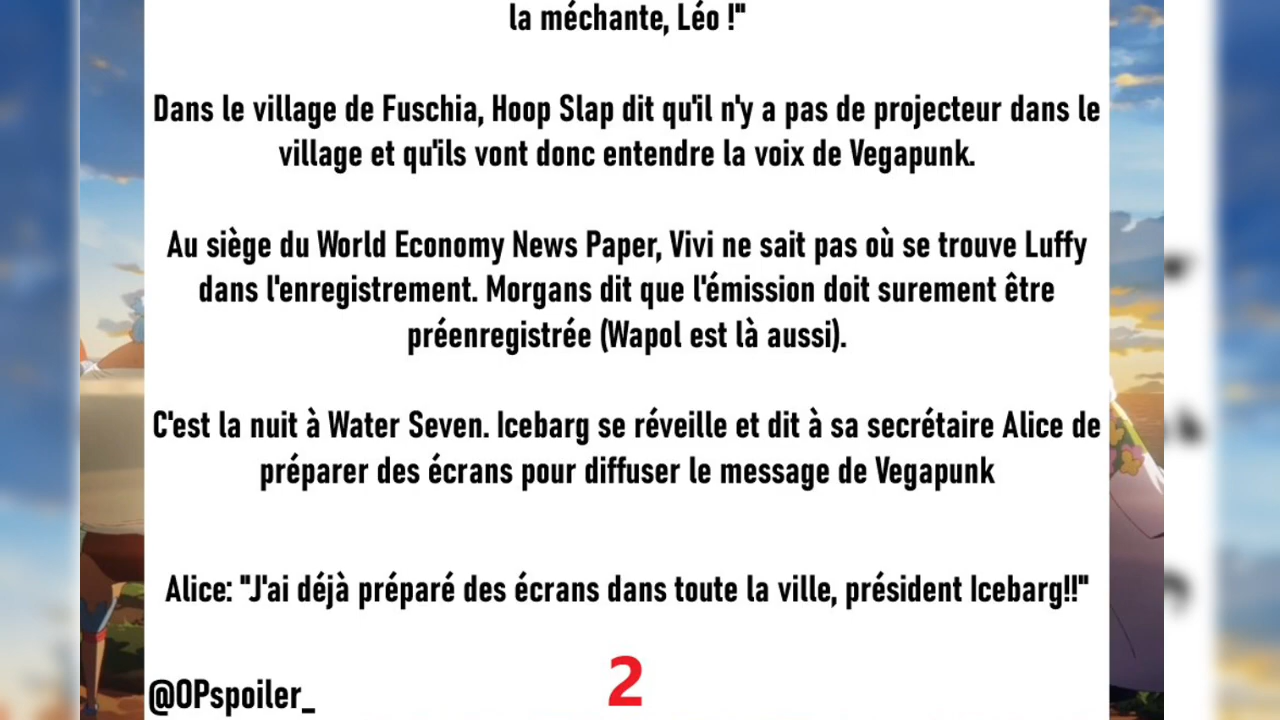 la méchante, Léo !"
Dans le village de Fuschia, Hoop Slap dit qu'il n'y a pas de projecteur dans le
village et qu'ils vont donc entendre la voix de Vegapunk.
Au siège du World Economy News Paper, Vivi ne sait pas où se trouve Luffy
dans l'enregistrement. Morgans dit que l'émission doit surement être
préenregistrée (Wapol est là aussi).
C'est la nuit à Water Seven. Icebarg se réveille et dit à sa secrétaire Alice de
préparer des écrans pour diffuser le message de Vegapunk
Alice: "J'ai déjà préparé des écrans dans toute la ville, président Icebarg!!"
@OPspoiler_
2